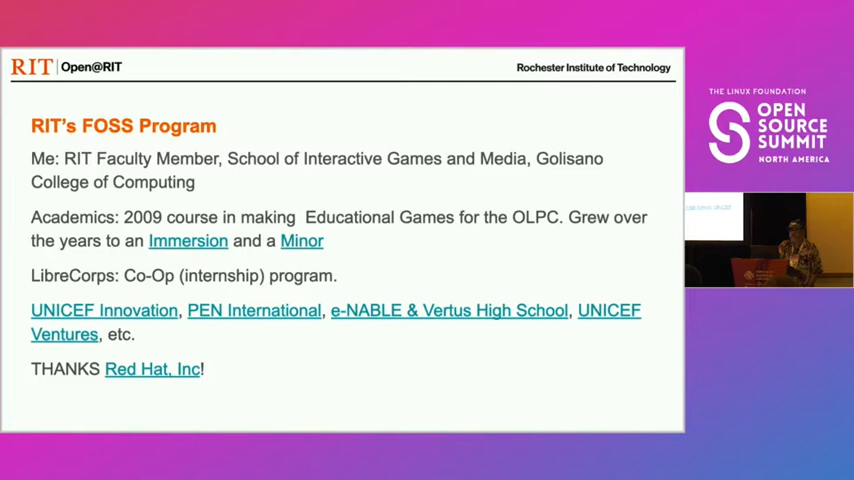 RIT Open@RIT
Rochester Institute of Technology
RIT's FOSS Program
Me: RIT Faculty Member, School of Interactive Games and Media, Golisano
College of Computing
Academics: 2009 course in making Educational Games for the OLPC. Grew over
the years to an Immersion and a Minor
LibreCorps: Co-Op (internship) program.
UNICEF Innovation, PEN International, e-NABLE & Vertus High School, UNICEF
Ventures, etc.
THANKS Red Hat, Inc!
THE LINUX FOUNDATION
OPEN
SOURCE
SUMMIT
NORTH AMERICA